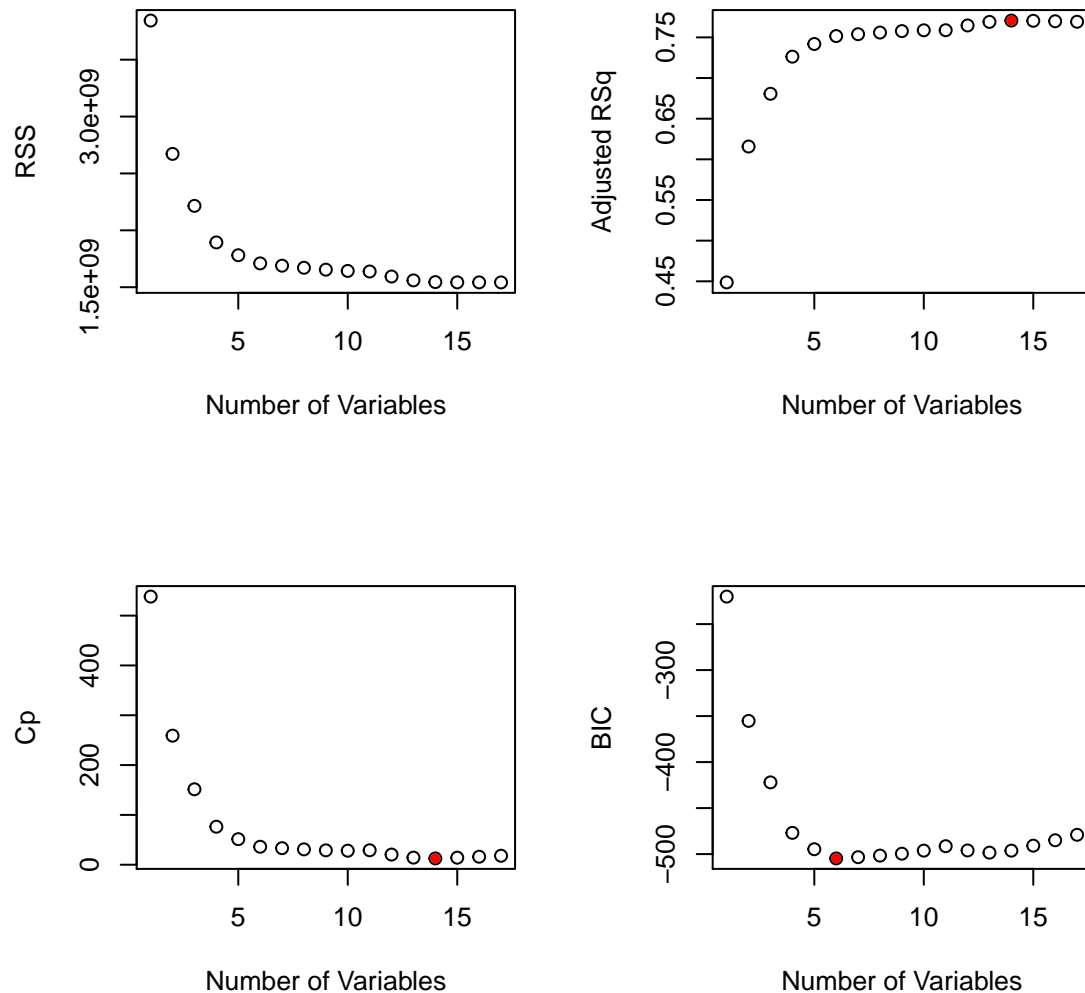 RSS
1.5e+09
3.0e+09
5
10
15
Number of Variables
Adjusted RSq
0.45
0.55
0.65
0.75
5
10
15
Number of Variables
Cp
0
200
400
5
10
15
Number of Variables
BIC
−500
−400
−300
5
10
15
Number of Variables